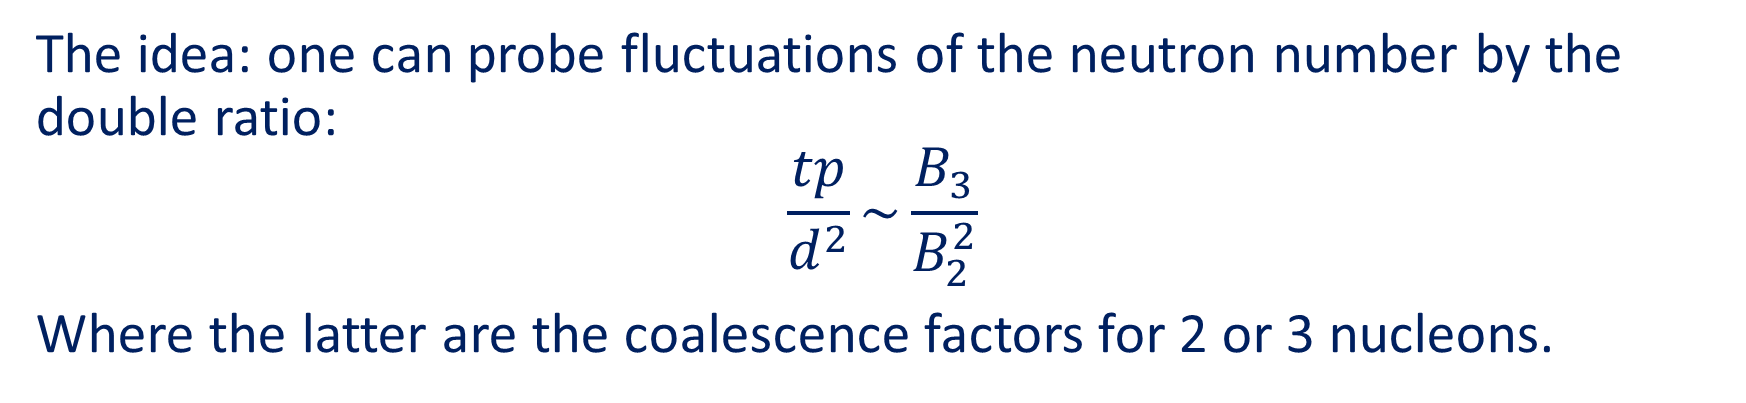 The idea: one can probe fluctuations of the neutron number by the
double ratio:
tp/d² ~ B₃/B₂²
Where the latter are the coalescence factors for 2 or 3 nucleons.